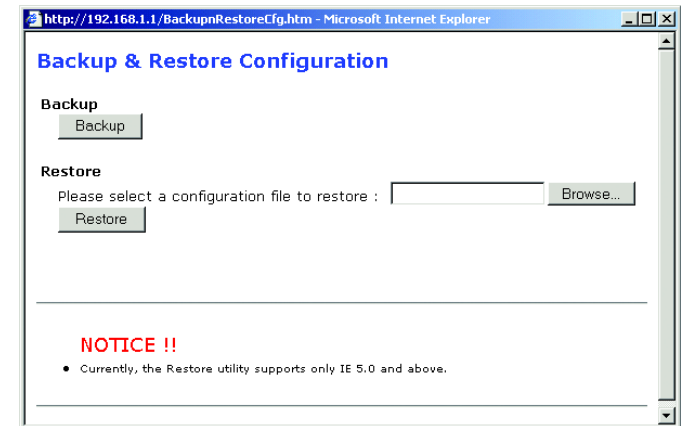 http://192.168.1.1/BackupnRestoreCfg.htm - Microsoft Internet Explorer
Backup & Restore Configuration
Backup
Backup
Restore
Please select a configuration file to restore : Browse...
Restore
NOTICE !!
• Currently, the Restore utility supports only IE 5.0 and above.